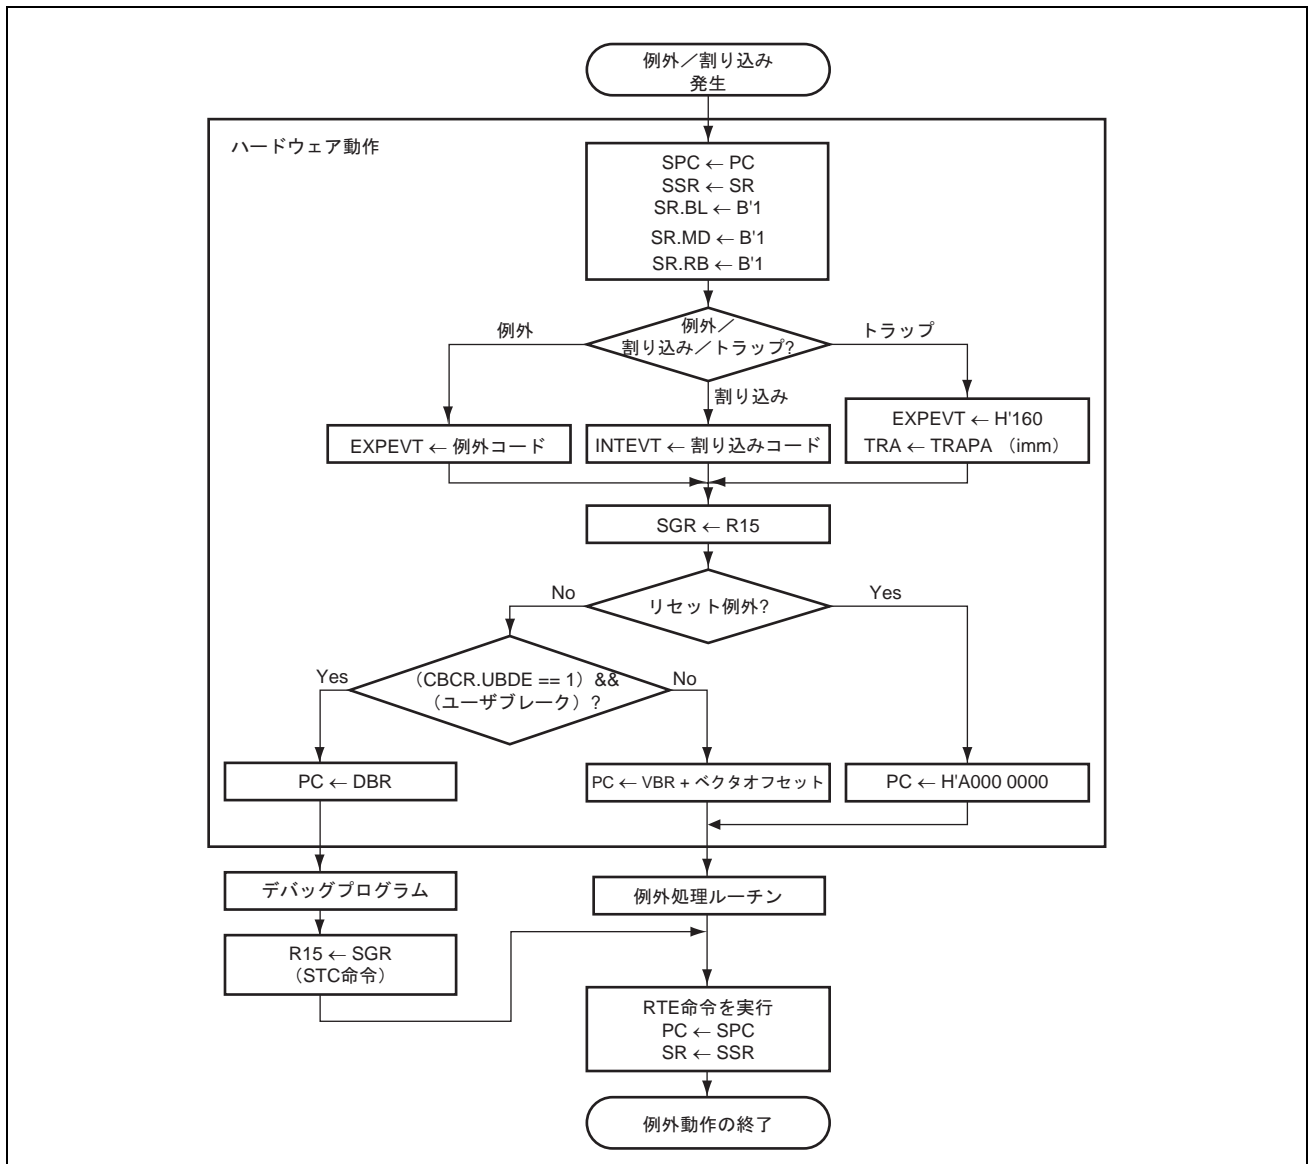 例外／割り込み
発生
ハードウェア動作
SPC ← PC
SSR ← SR
SR.BL ← B'1
SR.MD ← B'1
SR.RB ← B'1
例外／
割り込み／トラップ?
例外
トラップ
割り込み
EXPEVT ← 例外コード
INTEVT ← 割り込みコード
EXPEVT ← H'160
TRA ← TRAPA （imm）
SGR ← R15
リセット例外?
No
Yes
（CBCR.UBDE == 1）&&
（ユーザブレーク）?
Yes
No
PC ← DBR
PC ← VBR + ベクタオフセット
PC ← H'A000 0000
デバッグプログラム
例外処理ルーチン
R15 ← SGR
（STC命令）
RTE命令を実行
PC ← SPC
SR ← SSR
例外動作の終了